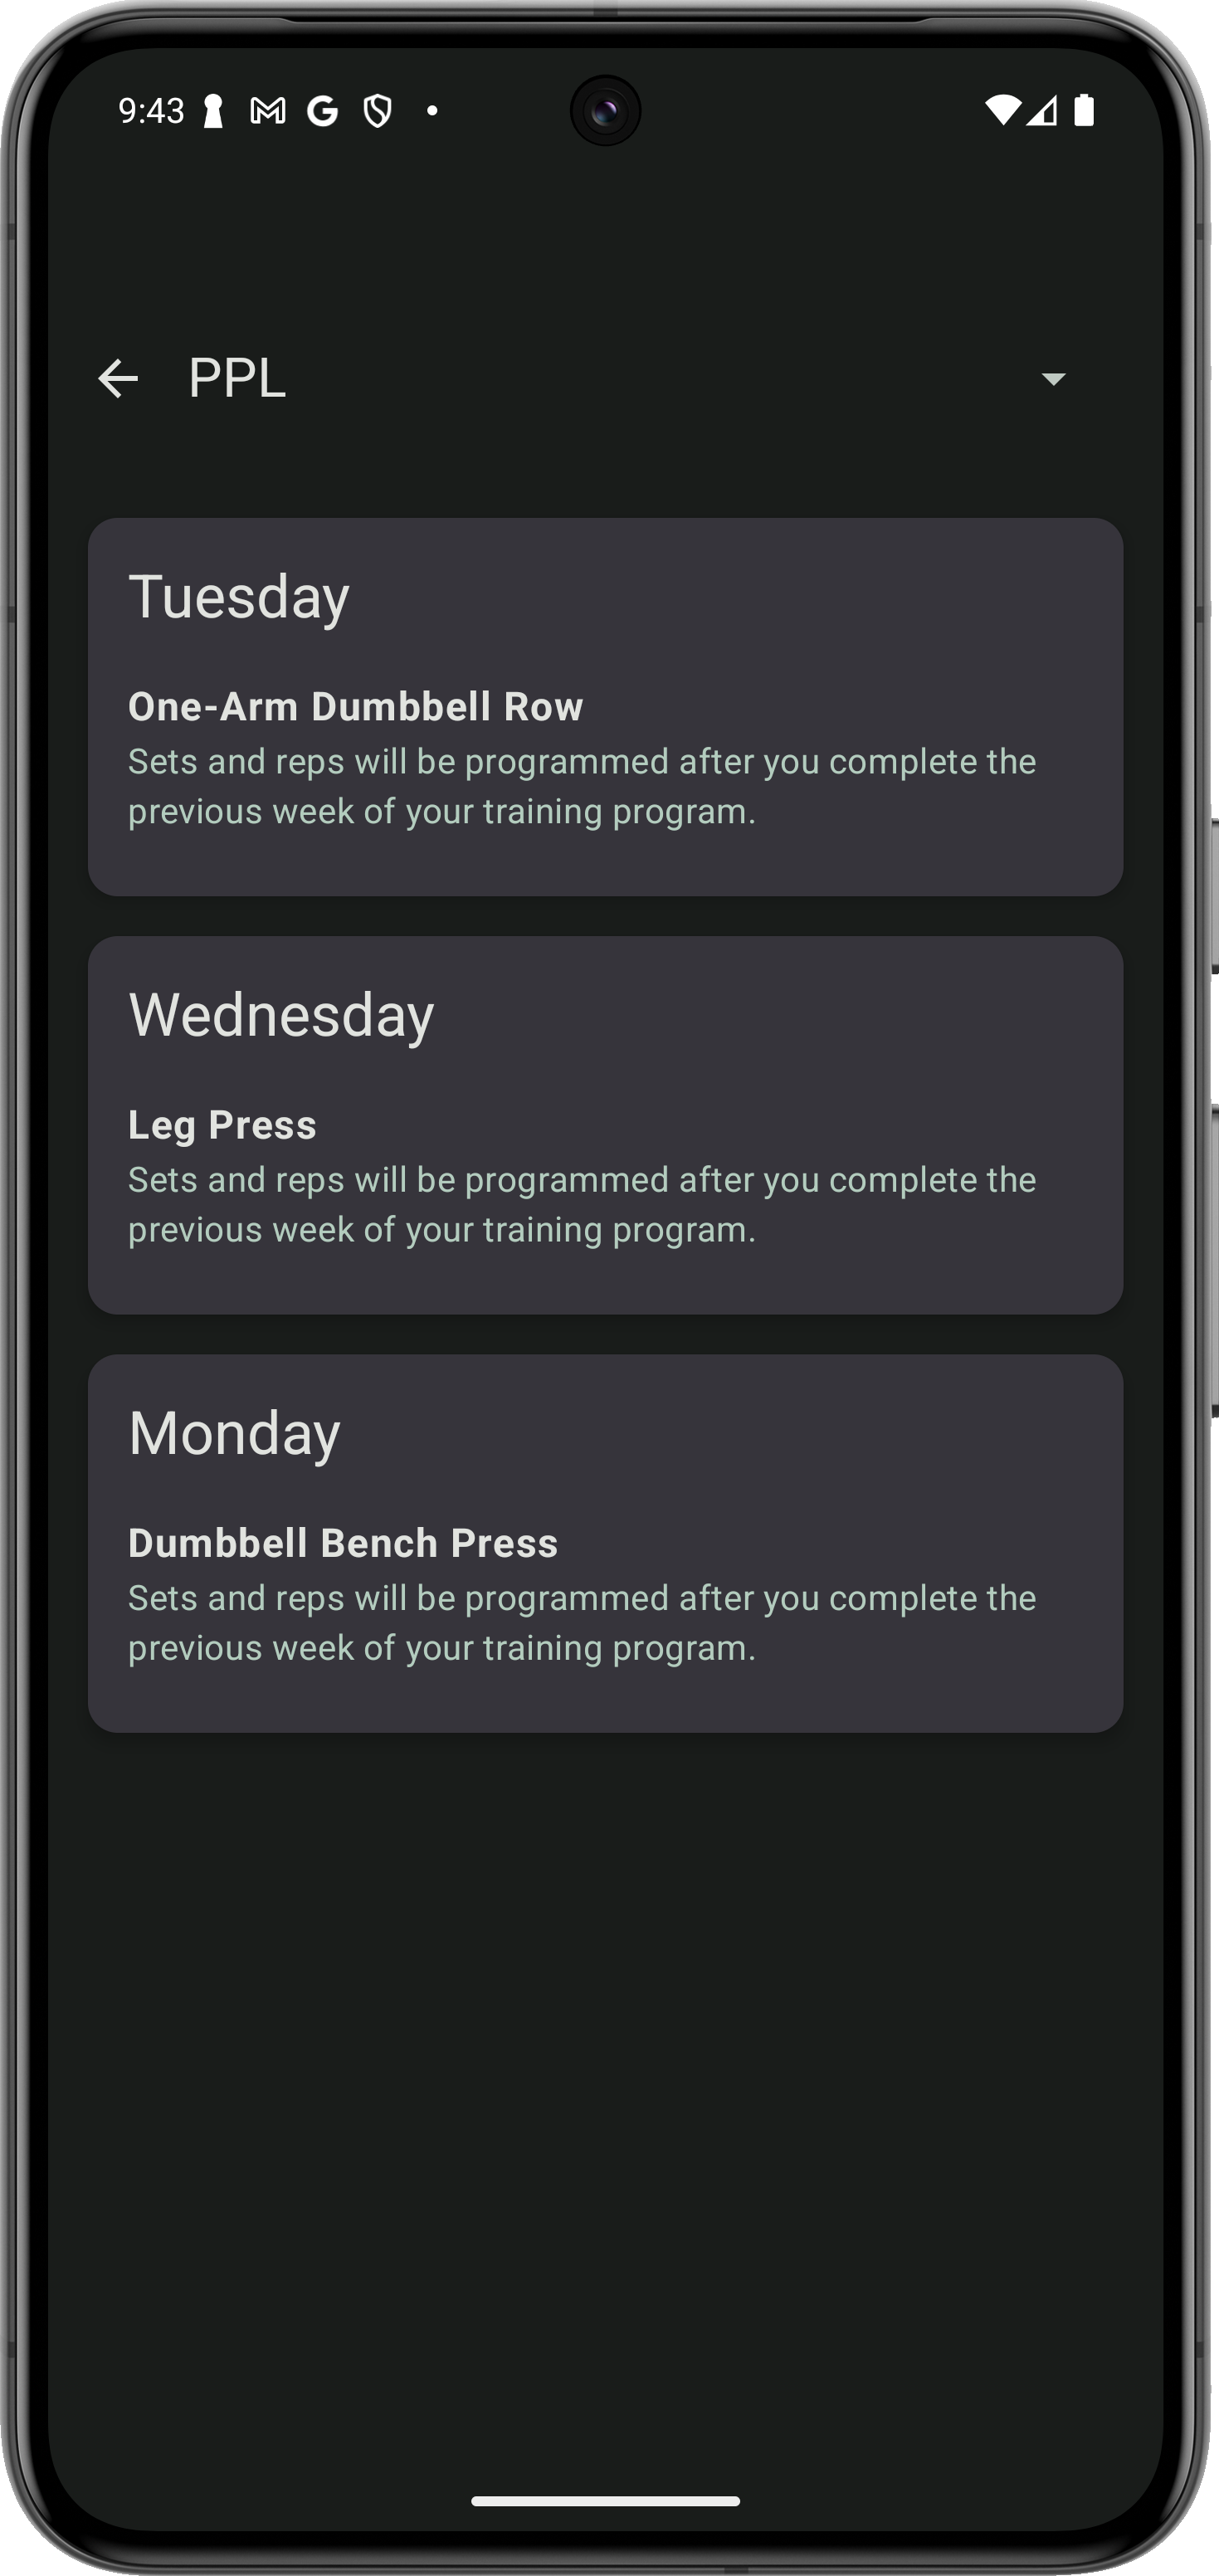 9:43
PPL
Tuesday
One-Arm Dumbbell Row
Sets and reps will be programmed after you complete the
previous week of your training program.
Wednesday
Leg Press
Sets and reps will be programmed after you complete the
previous week of your training program.
Monday
Dumbbell Bench Press
Sets and reps will be programmed after you complete the
previous week of your training program.